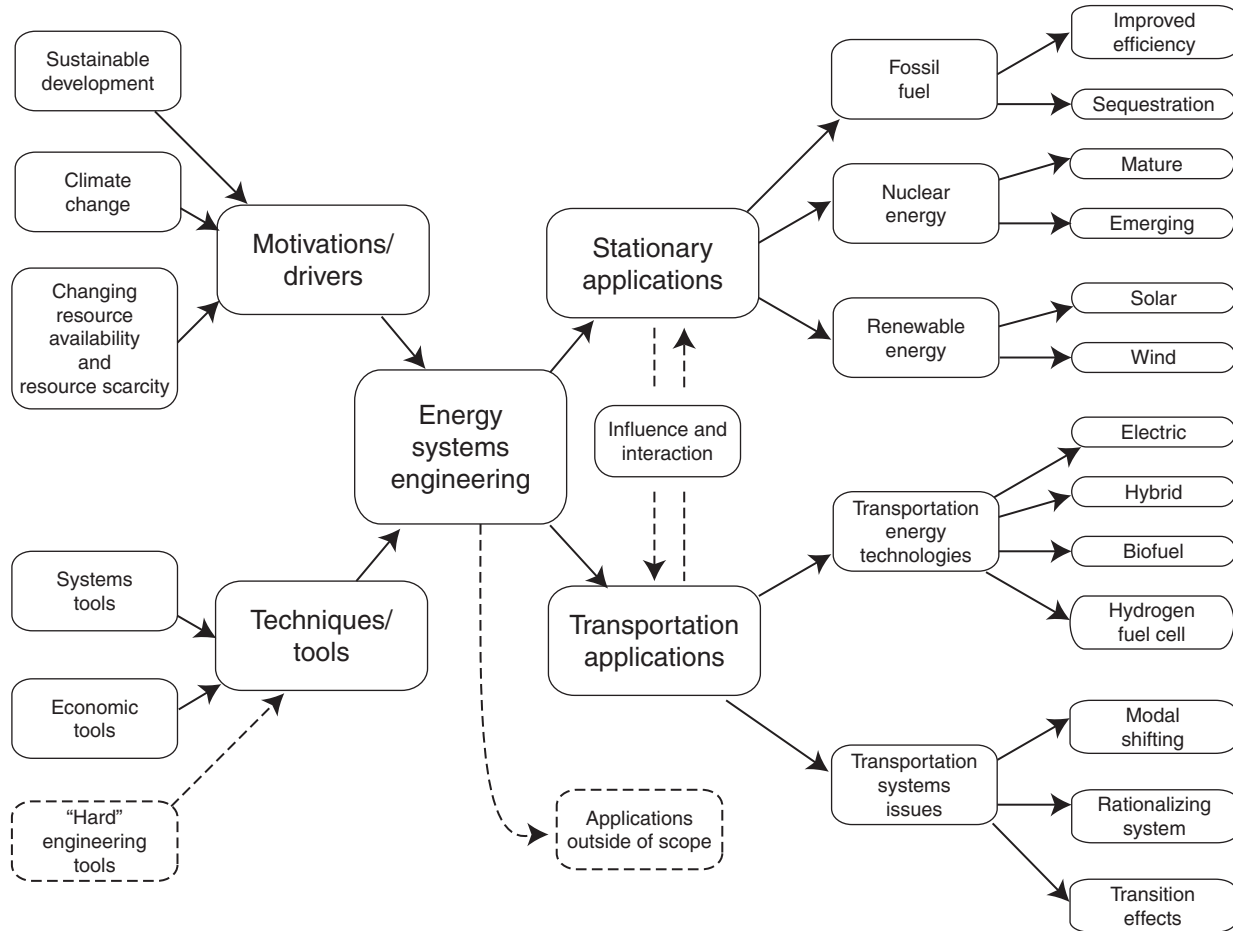 Sustainable
development
Climate
change
Changing
resource
availability
and
resource scarcity
Motivations/
drivers
Energy
systems
engineering
Systems
tools
Economic
tools
“Hard”
engineering
tools
Techniques/
tools
Applications
outside of scope
Stationary
applications
Influence and
interaction
Transportation
applications
Fossil
fuel
Improved
efficiency
Sequestration
Nuclear
energy
Mature
Emerging
Renewable
energy
Solar
Wind
Transportation
energy
technologies
Electric
Hybrid
Biofuel
Hydrogen
fuel cell
Transportation
systems
issues
Modal
shifting
Rationalizing
system
Transition
effects